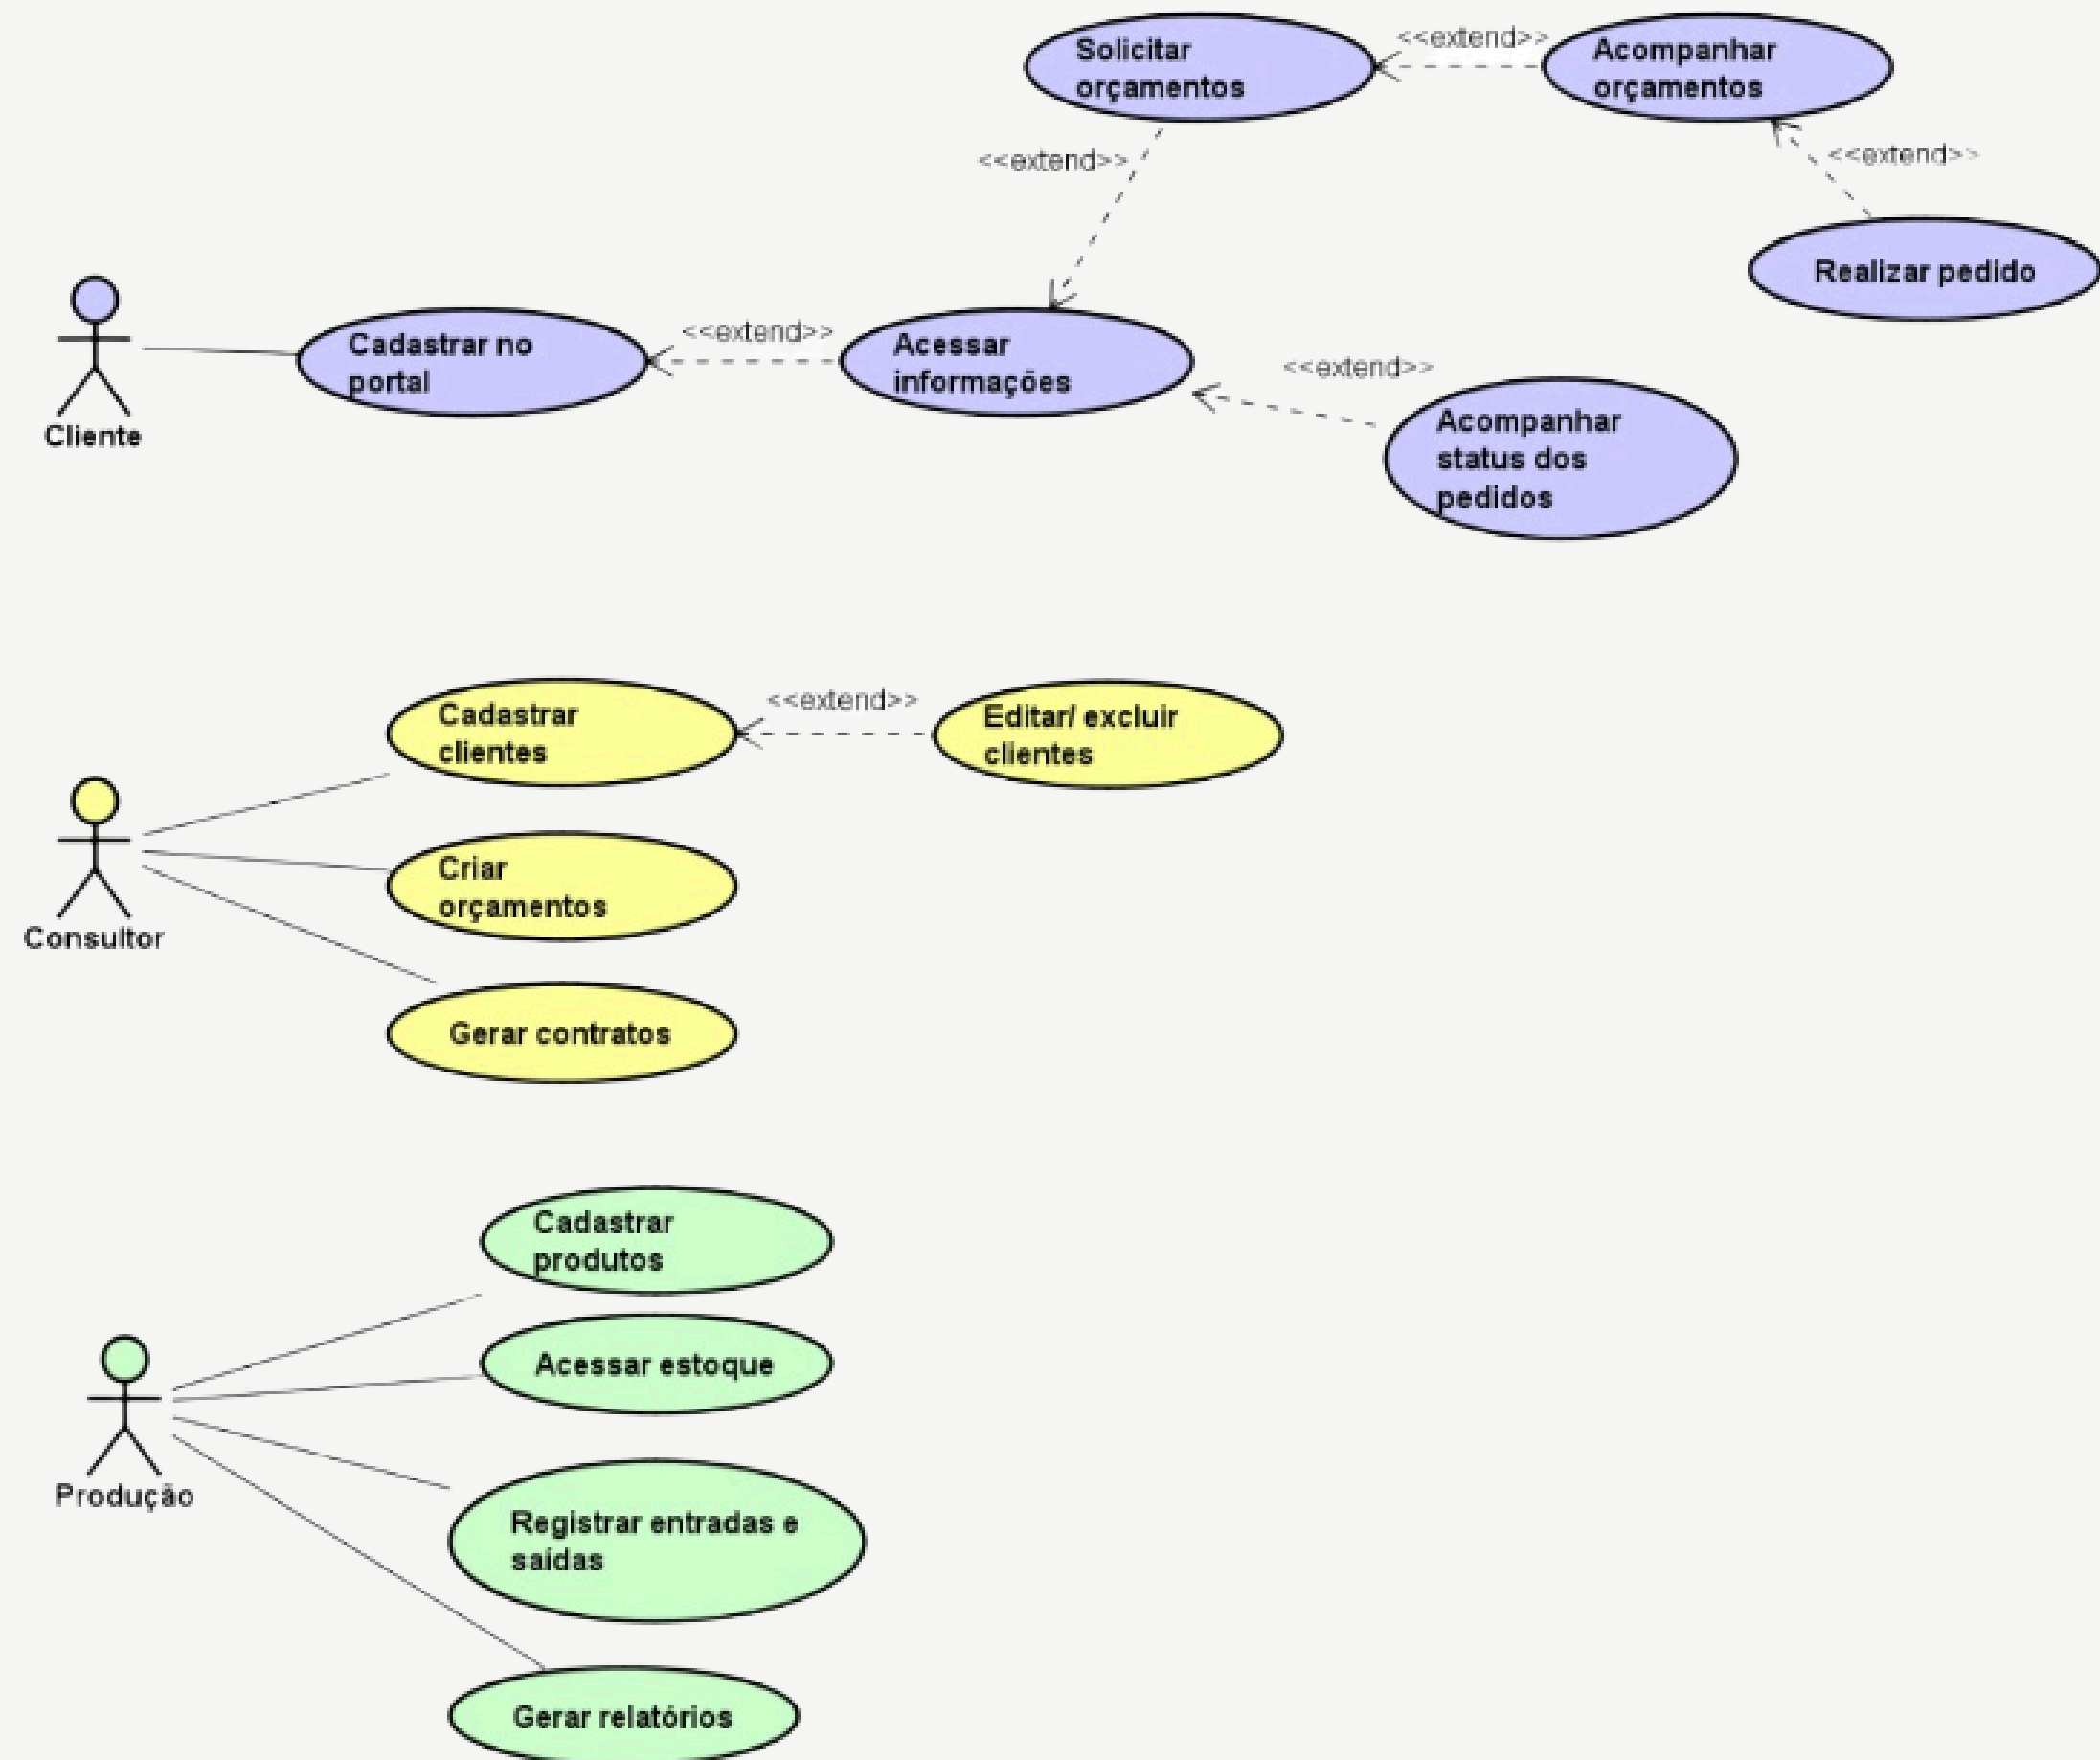 Solicitar
orçamentos
<<extend>>
Acompanhar
orçamentos
<<extend>>
<<extend>>
Realizar pedido
Cliente
Cadastrar no
portal
<<extend>>
Acessar
informações
<<extend>>
Acompanhar
status dos
pedidos
Consultor
Cadastrar
clientes
<<extend>>
Editar/ excluir
clientes
Criar
orçamentos
Gerar contratos
Produção
Cadastrar
produtos
Acessar estoque
Registrar entradas e
saídas
Gerar relatórios